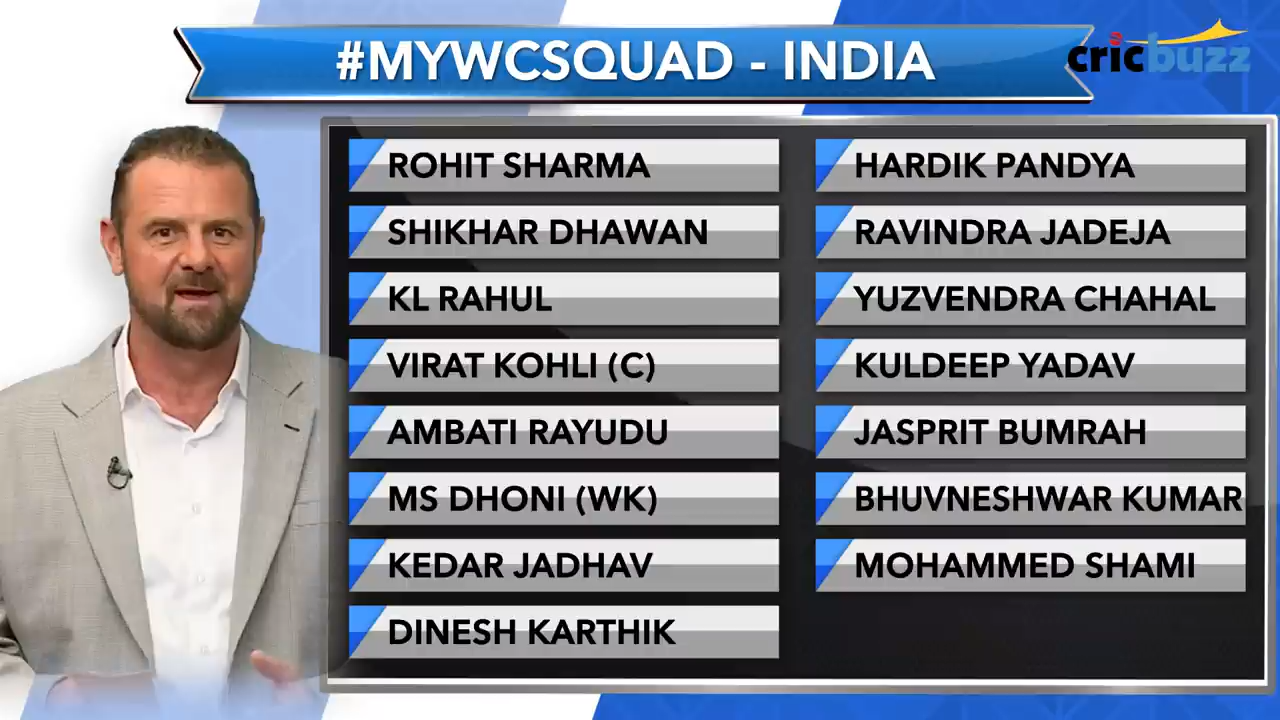 #MYWCSQUAD - INDIA
cricbuzz
ROHIT SHARMA
SHIKHAR DHAWAN
KL RAHUL
VIRAT KOHLI (C)
AMBATI RAYUDU
MS DHONI (WK)
KEDAR JADHAV
DINESH KARTHIK
HARDIK PANDYA
RAVINDRA JADEJA
YUZVENDRA CHAHAL
KULDEEP YADAV
JASPRIT BUMRAH
BHUVNESHWAR KUMAR
MOHAMMED SHAMI